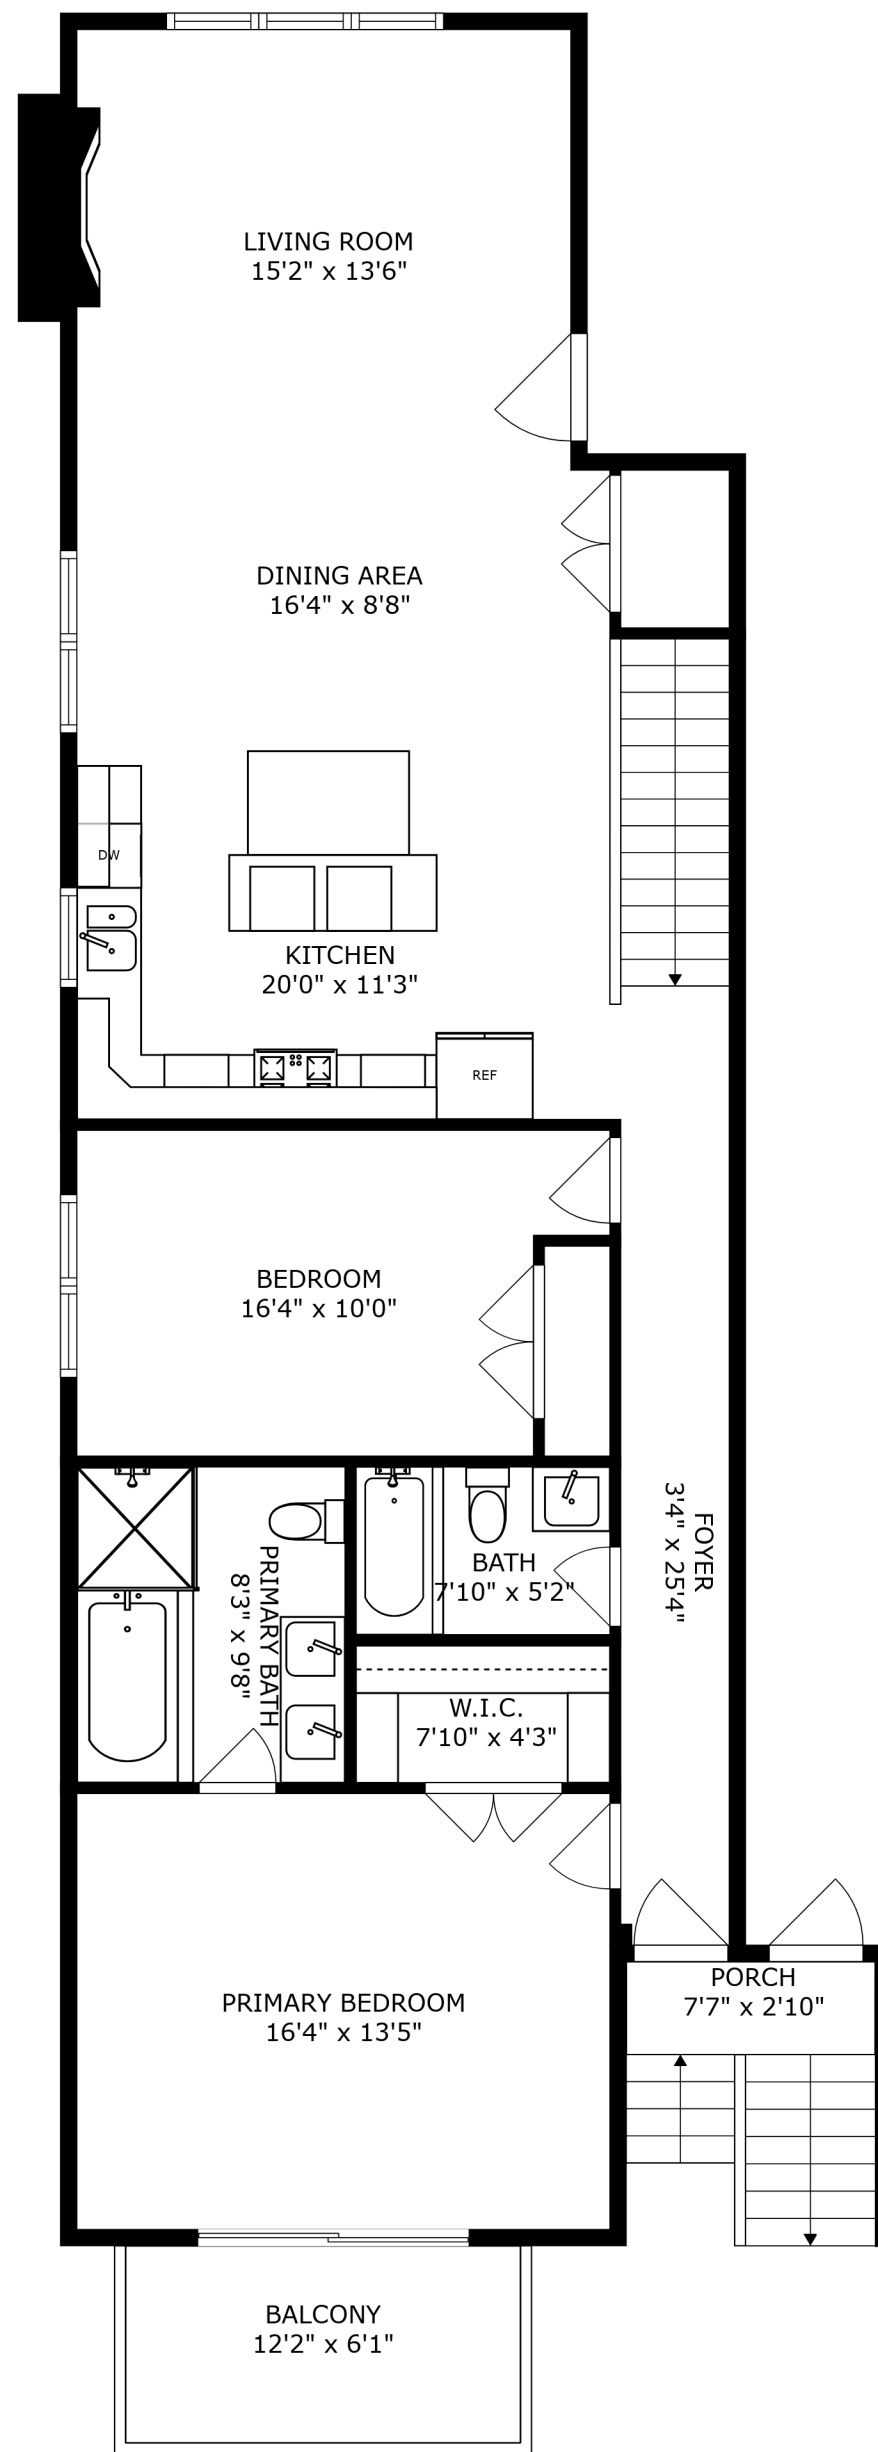 LIVING ROOM
15'2" x 13'6"
DINING AREA
16'4" x 8'8"
DW
KITCHEN
20'0" x 11'3"
REF
BEDROOM
16'4" x 10'0"
FOYER
3'4" x 25'4"
BATH
7'10" x 5'2"
PRIMARY BATH
8'3" x 9'8"
W.I.C.
7'10" x 4'3"
PORCH
7'7" x 2'10"
PRIMARY BEDROOM
16'4" x 13'5"
BALCONY
12'2" x 6'1"